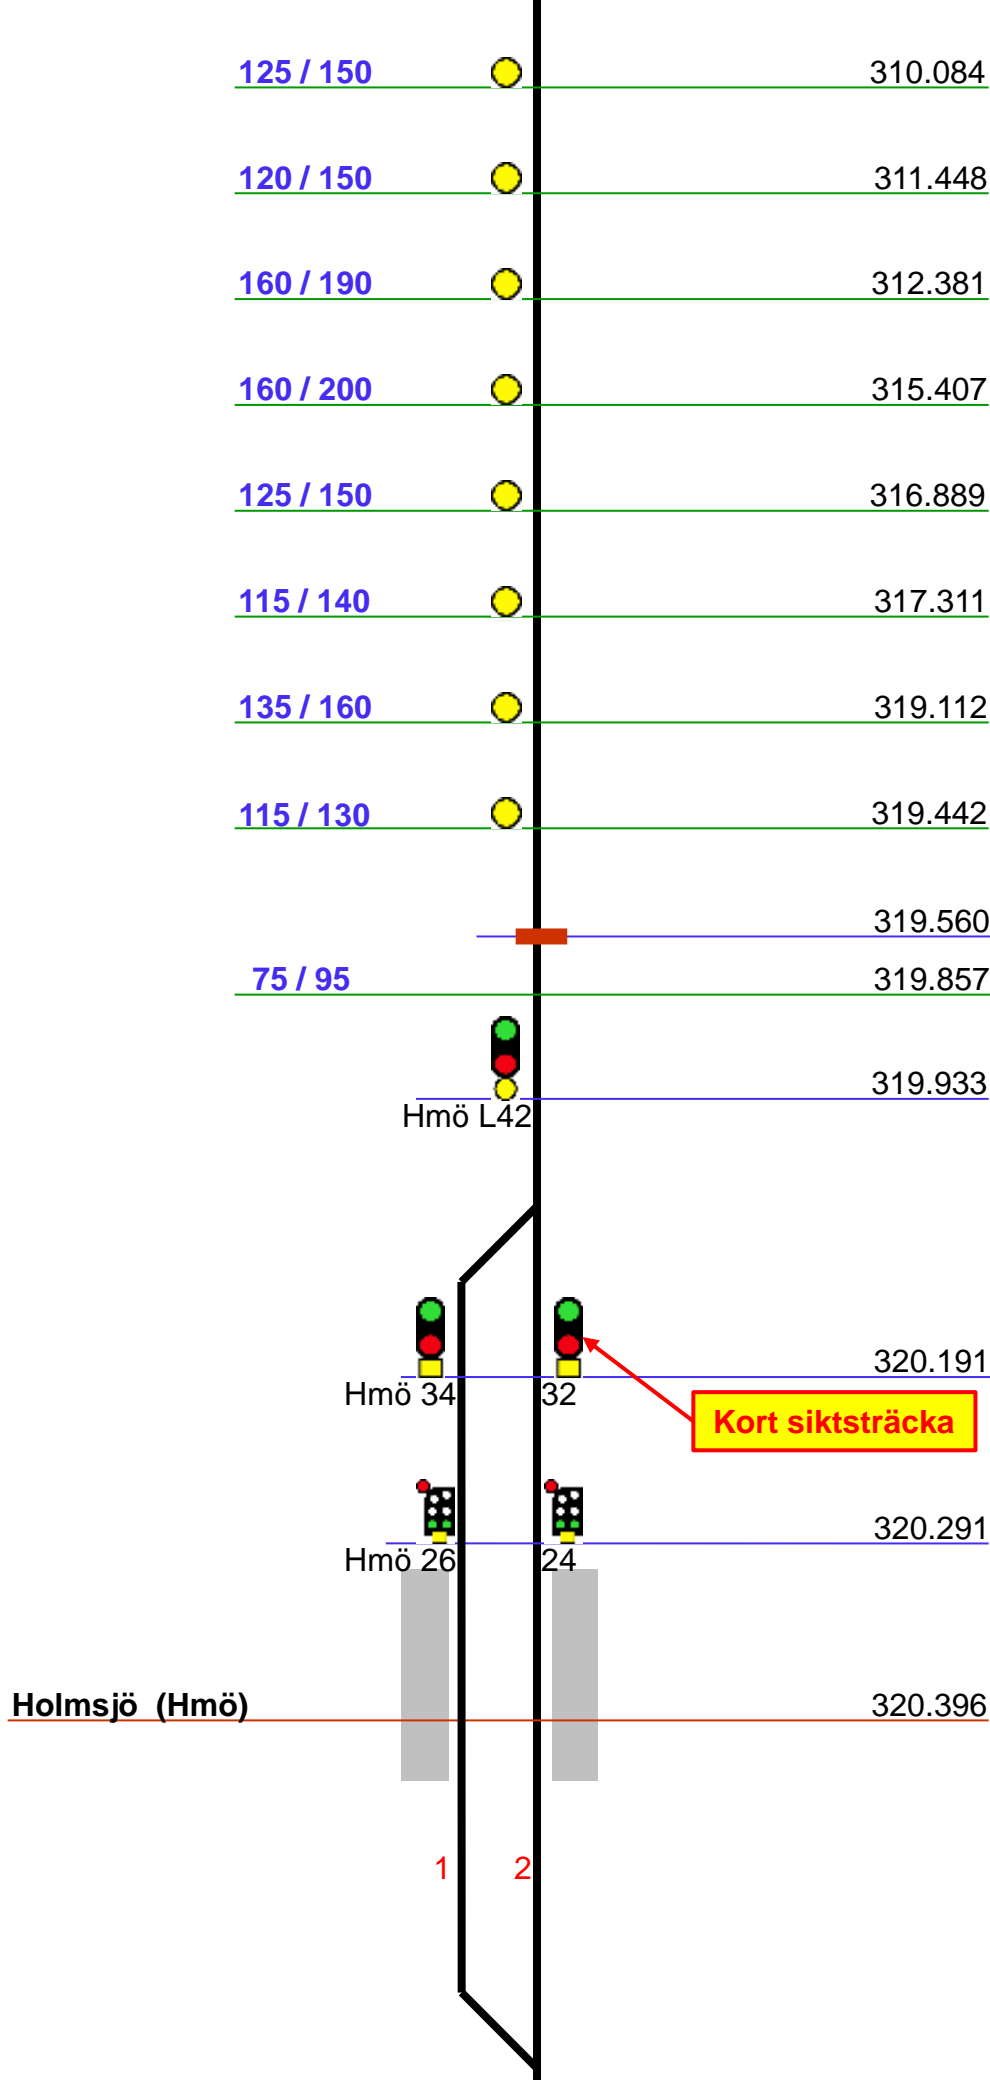 125 / 150 310.084
120 / 150 311.448
160 / 190 312.381
160 / 200 315.407
125 / 150 316.889
115 / 140 317.311
135 / 160 319.112
115 / 130 319.442
319.560
75 / 95 319.857
319.933
Hmö L42
320.191
Hmö 34 32
Kort siktsträcka
320.291
Hmö 26 24
Holmsjö (Hmö) 320.396
1 2